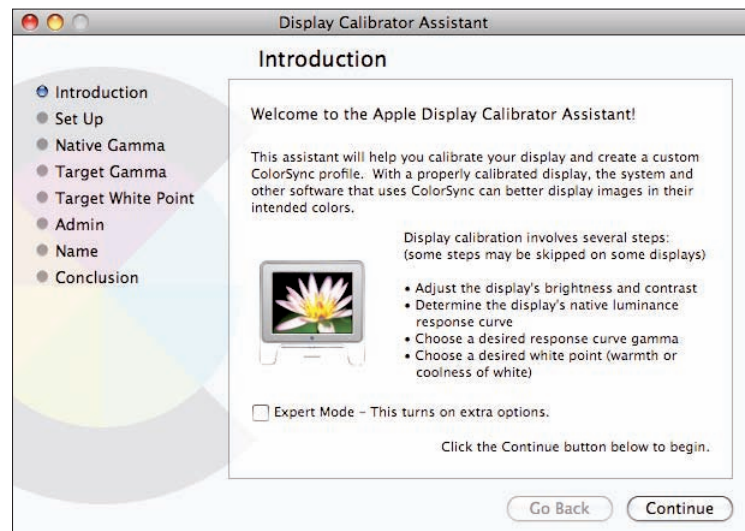 Display Calibrator Assistant
Introduction
Introduction
Set Up
Native Gamma
Target Gamma
Target White Point
Admin
Name
Conclusion
Welcome to the Apple Display Calibrator Assistant!
This assistant will help you calibrate your display and create a custom
ColorSync profile. With a properly calibrated display, the system and
other software that uses ColorSync can better display images in their
intended colors.
Display calibration involves several steps:
(some steps may be skipped on some displays)
• Adjust the display's brightness and contrast
• Determine the display's native luminance
response curve
• Choose a desired response curve gamma
• Choose a desired white point (warmth or
coolness of white)
Expert Mode – This turns on extra options.
Click the Continue button below to begin.
Go Back
Continue